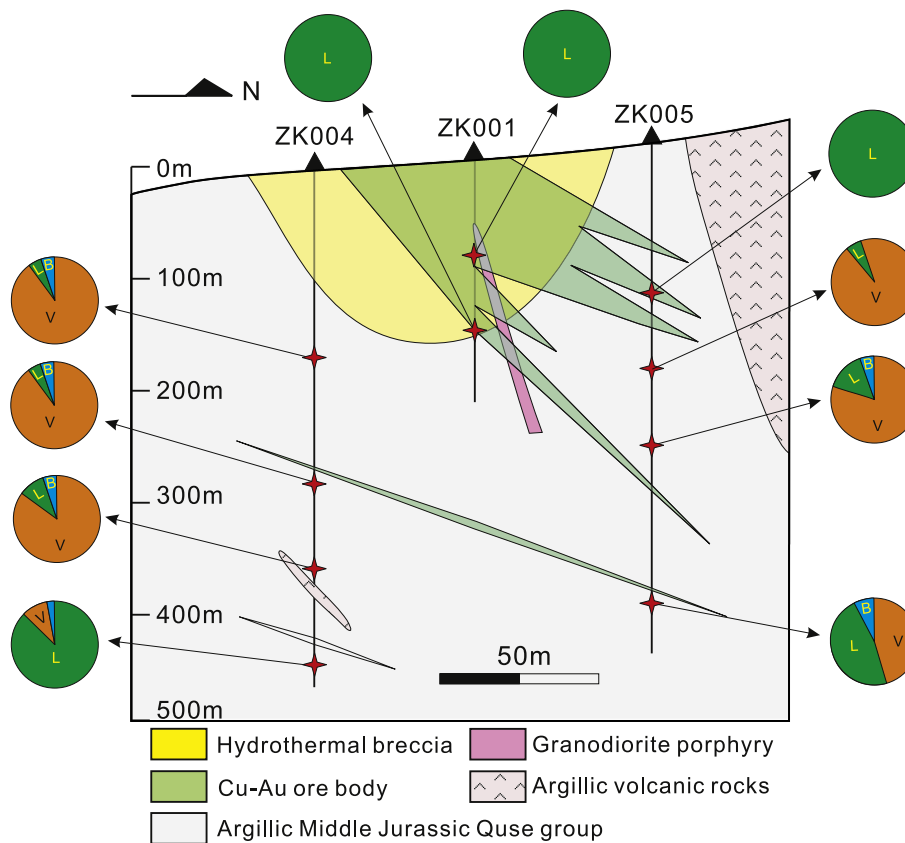 L
L
N
ZK004
ZK001
ZK005
L
0m
100m
200m
300m
400m
500m
L
B
V
L
B
V
L
B
V
V
L
L
V
L
B
V
B
L
V
50m
Hydrothermal breccia
Granodiorite porphyry
Cu-Au ore body
Argillic volcanic rocks
Argillic Middle Jurassic Quse group